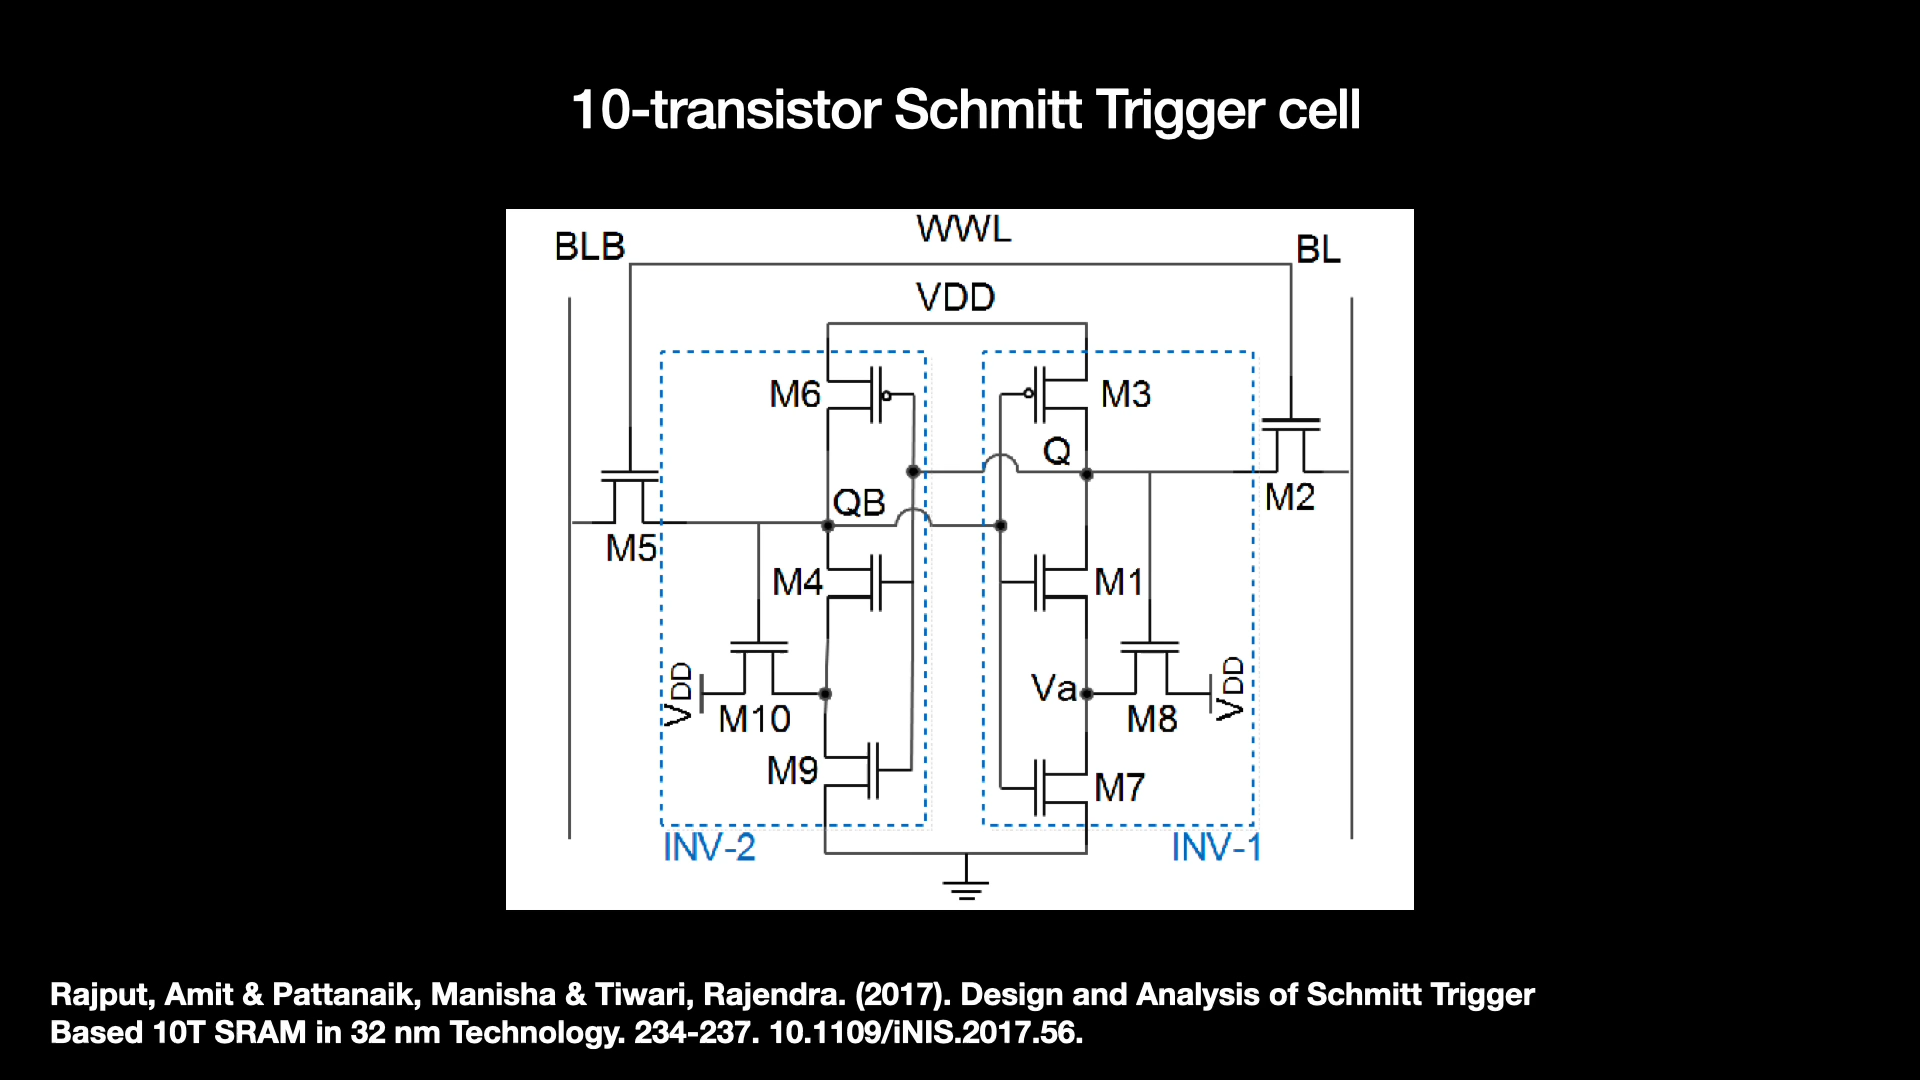 10-transistor Schmitt Trigger cell
WWL
BLB
BL
VDD
M6
M3
Q
QB
M2
M5
M4
M1
VDD
Va
VDD
M10
M8
M9
M7
INV-2
INV-1
Rajput, Amit & Pattanaik, Manisha & Tiwari, Rajendra. (2017). Design and Analysis of Schmitt Trigger
Based 10T SRAM in 32 nm Technology. 234-237. 10.1109/iNIS.2017.56.